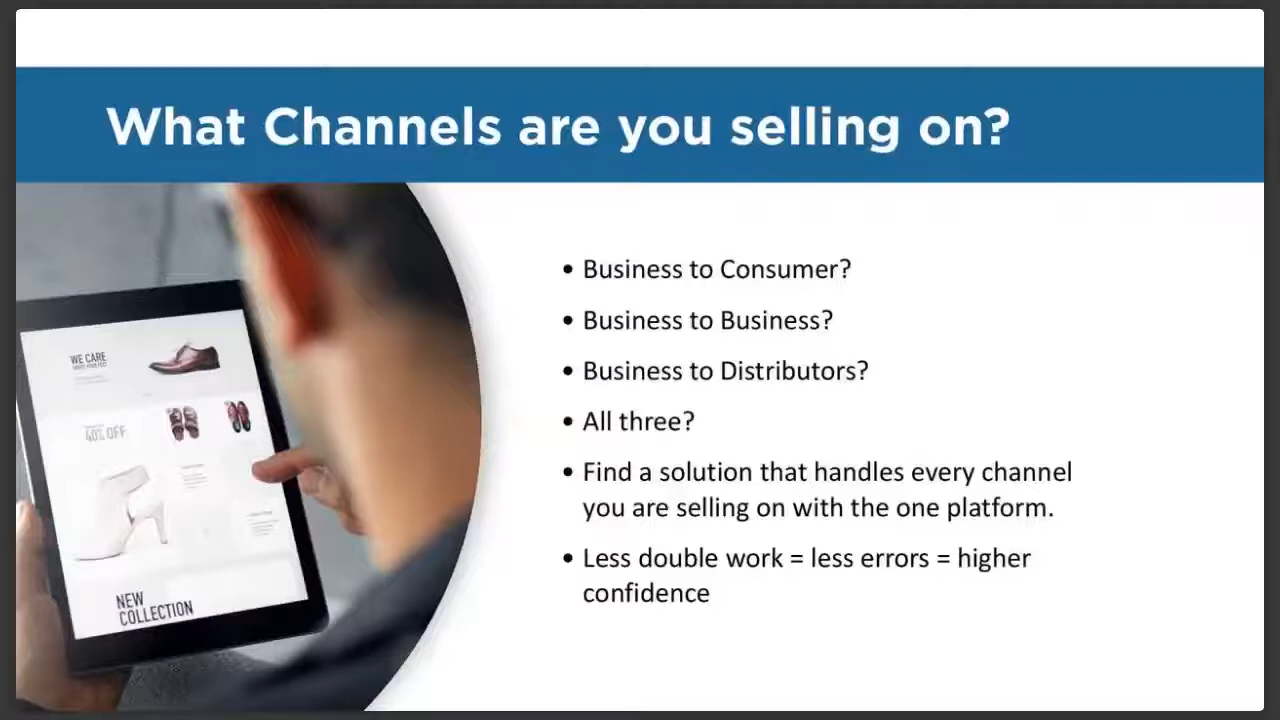 What Channels are you selling on?
• Business to Consumer?
• Business to Business?
• Business to Distributors?
• All three?
• Find a solution that handles every channel
you are selling on with the one platform.
• Less double work = less errors = higher
confidence
WE CARE
40% OFF
NEW
COLLECTION